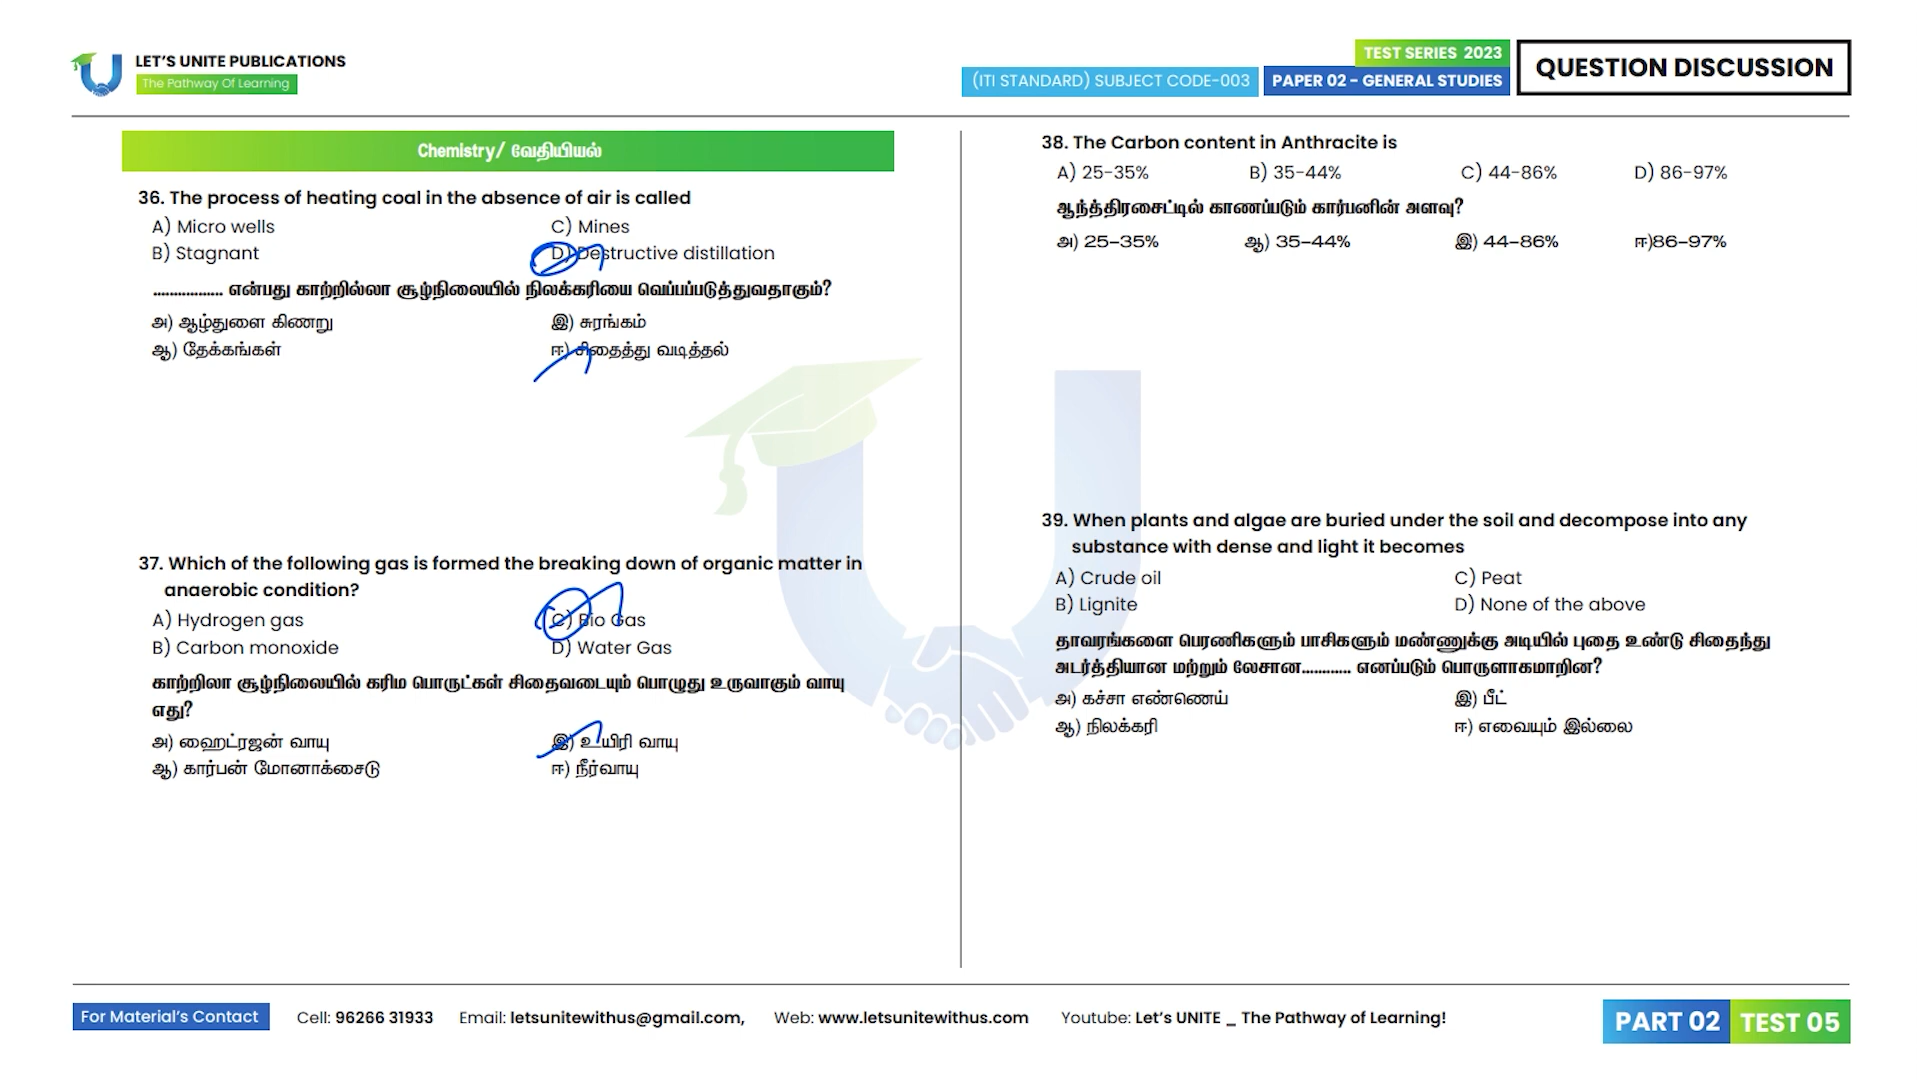 LET'S UNITE PUBLICATIONS
The Pathway Of Learning
TEST SERIES 2023
(ITI STANDARD) SUBJECT CODE-003
PAPER 02 - GENERAL STUDIES
QUESTION DISCUSSION
Chemistry/ வேதியியல்
36. The process of heating coal in the absence of air is called
A) Micro wells
C) Mines
B) Stagnant
D) Destructive distillation
................. என்பது காற்றில்லா சூழ்நிலையில் நிலக்கரியை வெப்பப்படுத்துவதாகும்?
அ) ஆழ்துளை கிணறு
இ) சுரங்கம்
ஆ) தேக்கங்கள்
ஈ) சிதைத்து வடித்தல்
37. Which of the following gas is formed the breaking down of organic matter in
anaerobic condition?
A) Hydrogen gas
C) Bio Gas
B) Carbon monoxide
D) Water Gas
காற்றிலா சூழ்நிலையில் கரிம பொருட்கள் சிதைவடையும் பொழுது உருவாகும் வாயு
எது?
அ) ஹைட்ரஜன் வாயு
இ) உயிரி வாயு
ஆ) கார்பன் மோனாக்சைடு
ஈ) நீர்வாயு
38. The Carbon content in Anthracite is
A) 25-35%
B) 35-44%
C) 44-86%
D) 86-97%
ஆந்த்திரசைட்டில் காணப்படும் கார்பனின் அளவு?
அ) 25-35%
ஆ) 35-44%
இ) 44-86%
ஈ)86-97%
39. When plants and algae are buried under the soil and decompose into any
substance with dense and light it becomes
A) Crude oil
C) Peat
B) Lignite
D) None of the above
தாவரங்களை பெரணிகளும் பாசிகளும் மண்ணுக்கு அடியில் புதை உண்டு சிதைந்து
அடர்த்தியான மற்றும் லேசான............ எனப்படும் பொருளாகமாறின?
அ) கச்சா எண்ணெய்
இ) பீட்
ஆ) நிலக்கரி
ஈ) எவையும் இல்லை
For Material's Contact
Cell: 96266 31933
Email: letsunitewithus@gmail.com,
Web: www.letsunitewithus.com
Youtube: Let's UNITE _ The Pathway of Learning!
PART 02
TEST 05